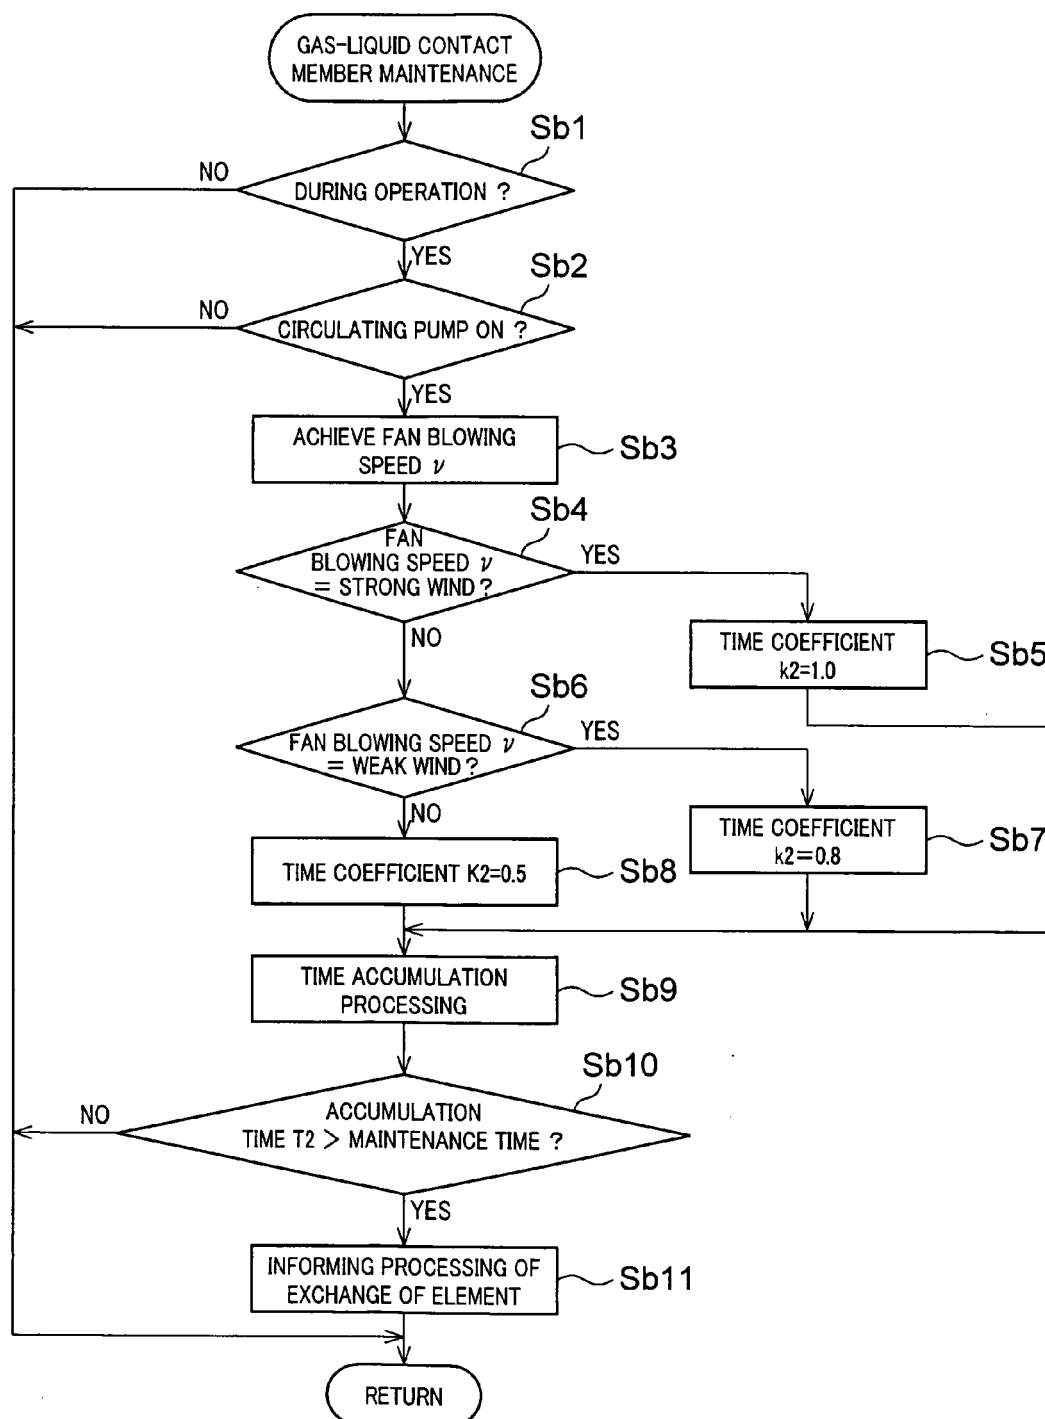 GAS-LIQUID CONTACT
MEMBER MAINTENANCE
Sb1
NO
DURING OPERATION ?
YES
Sb2
NO
CIRCULATING PUMP ON ?
YES
ACHIEVE FAN BLOWING
SPEED ν
Sb3
Sb4
FAN
BLOWING SPEED ν
= STRONG WIND?
YES
NO
TIME COEFFICIENT
k2=1.0
Sb5
Sb6
FAN BLOWING SPEED ν
= WEAK WIND?
YES
NO
TIME COEFFICIENT
k2=0.8
Sb7
TIME COEFFICIENT K2=0.5
Sb8
TIME ACCUMULATION
PROCESSING
Sb9
Sb10
NO
ACCUMULATION
TIME T2 > MAINTENANCE TIME ?
YES
INFORMING PROCESSING OF
EXCHANGE OF ELEMENT
Sb11
RETURN